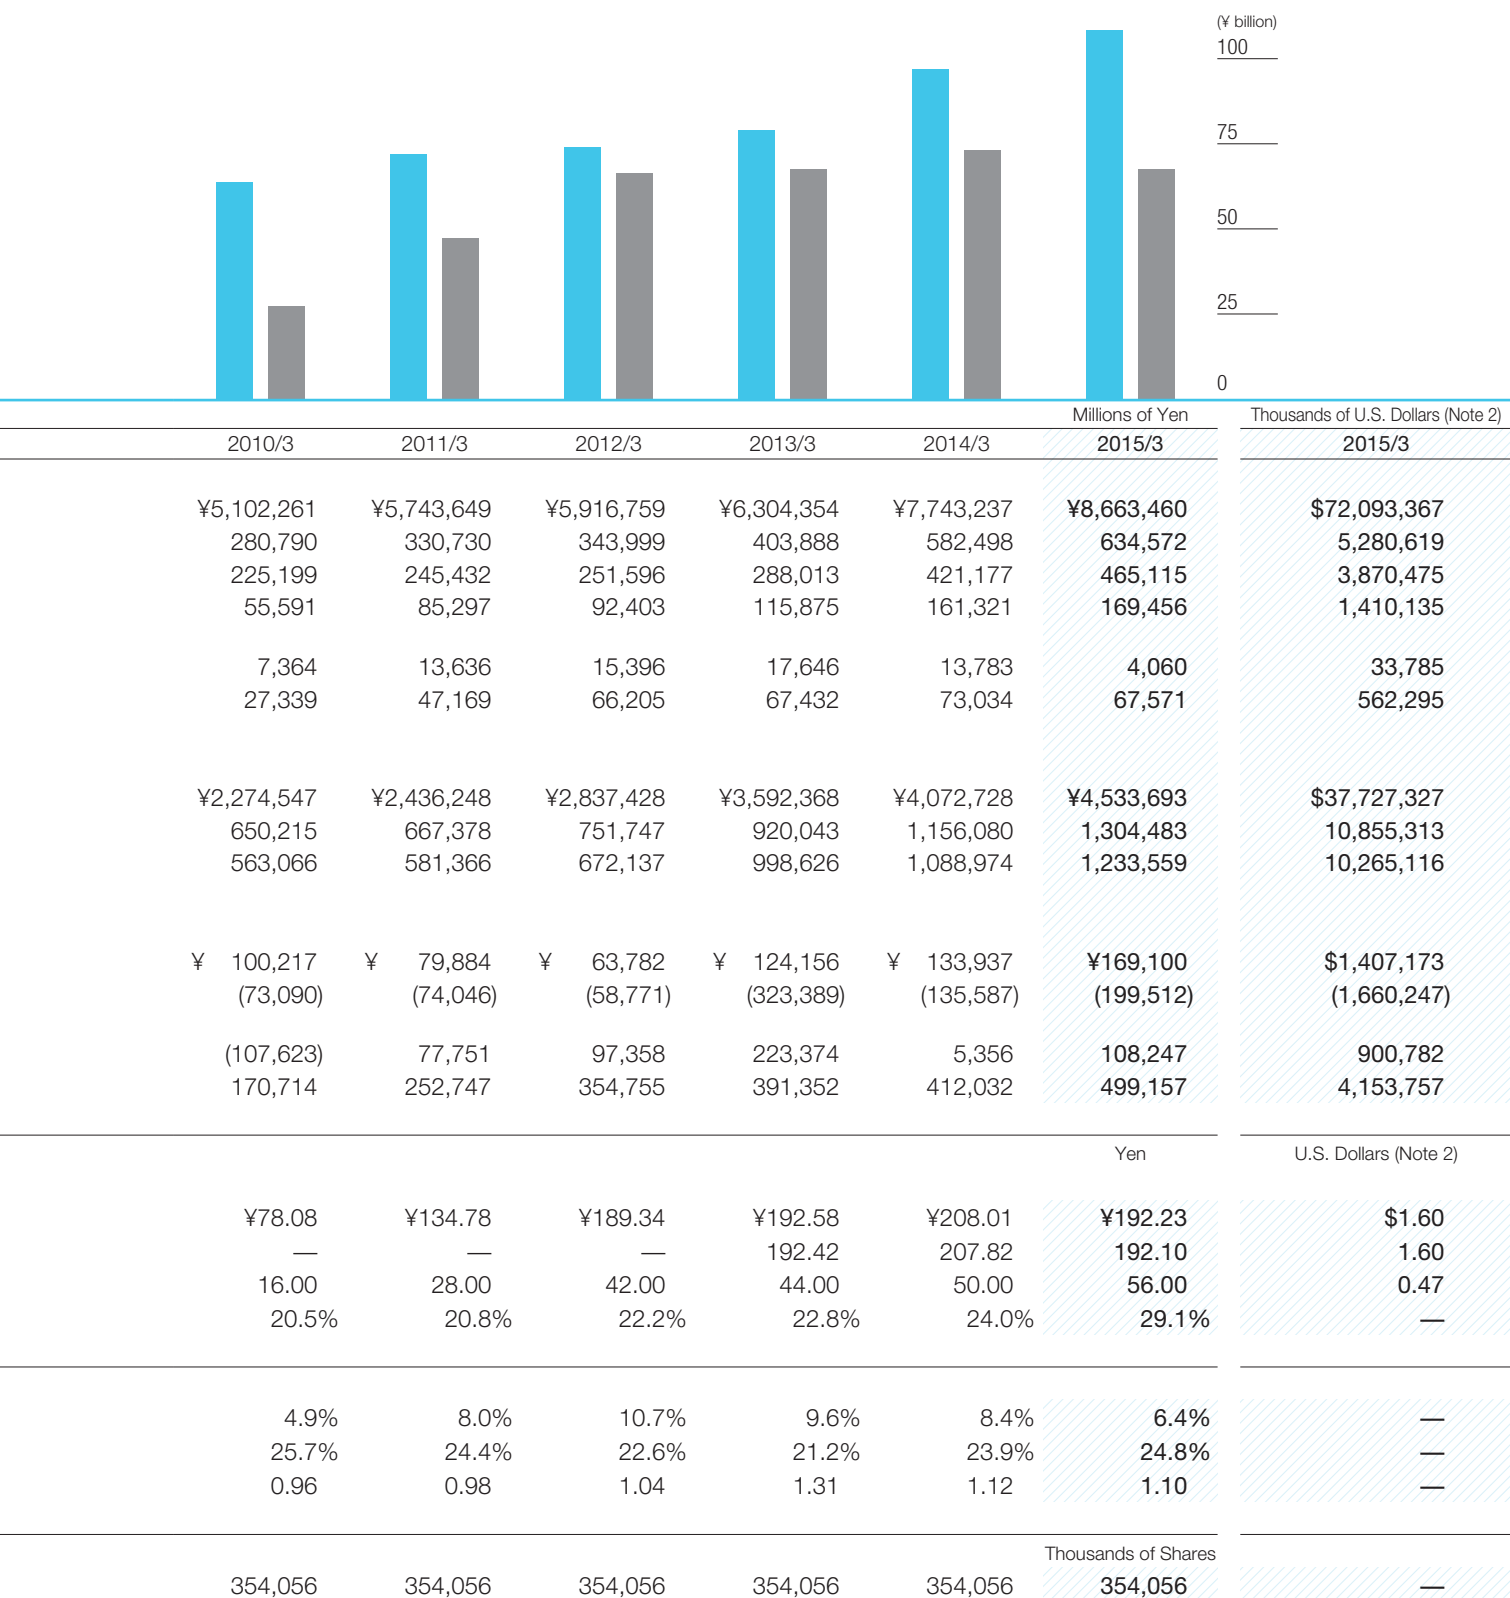 (¥ billion)
100
75
50
25
0
Millions of Yen Thousands of U.S. Dollars (Note 2)
2010/3 2011/3 2012/3 2013/3 2014/3 2015/3 2015/3
¥5,102,261 ¥5,743,649 ¥5,916,759 ¥6,304,354 ¥7,743,237 ¥8,663,460 $72,093,367
280,790 330,730 343,999 403,888 582,498 634,572 5,280,619
225,199 245,432 251,596 288,013 421,177 465,115 3,870,475
55,591 85,297 92,403 115,875 161,321 169,456 1,410,135
7,364 13,636 15,396 17,646 13,783 4,060 33,785
27,339 47,169 66,205 67,432 73,034 67,571 562,295
¥2,274,547 ¥2,436,248 ¥2,837,428 ¥3,592,368 ¥4,072,728 ¥4,533,693 $37,727,327
650,215 667,378 751,747 920,043 1,156,080 1,304,483 10,855,313
563,066 581,366 672,137 998,626 1,088,974 1,233,559 10,265,116
¥ 100,217 ¥ 79,884 ¥ 63,782 ¥ 124,156 ¥ 133,937 ¥169,100 $1,407,173
(73,090) (74,046) (58,771) (323,389) (135,587) (199,512) (1,660,247)
(107,623) 77,751 97,358 223,374 5,356 108,247 900,782
170,714 252,747 354,755 391,352 412,032 499,157 4,153,757
Yen U.S. Dollars (Note 2)
¥78.08 ¥134.78 ¥189.34 ¥192.58 ¥208.01 ¥192.23 $1.60
— — — 192.42 207.82 192.10 1.60
16.00 28.00 42.00 44.00 50.00 56.00 0.47
20.5% 20.8% 22.2% 22.8% 24.0% 29.1% —
4.9% 8.0% 10.7% 9.6% 8.4% 6.4% —
25.7% 24.4% 22.6% 21.2% 23.9% 24.8% —
0.96 0.98 1.04 1.31 1.12 1.10 —
Thousands of Shares
354,056 354,056 354,056 354,056 354,056 354,056 —